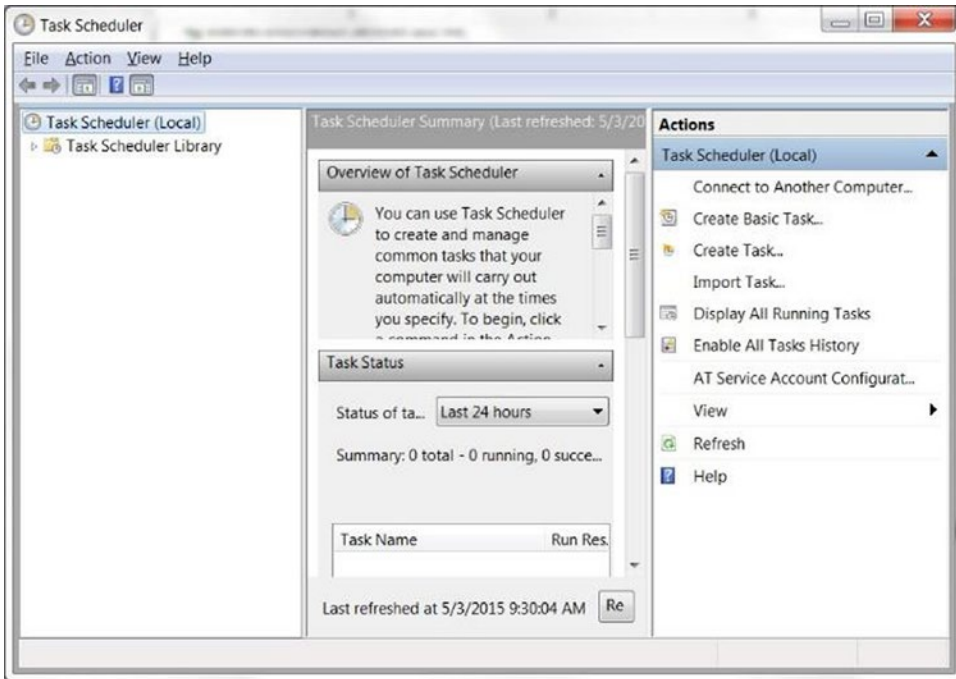 Task Scheduler
File Action View Help
Task Scheduler (Local)
Task Scheduler Library
Task Scheduler Summary (Last refreshed: 5/3/20
Overview of Task Scheduler
You can use Task Scheduler
to create and manage
common tasks that your
computer will carry out
automatically at the times
you specify. To begin, click
a command in the Action
Task Status
Status of ta... Last 24 hours
Summary: 0 total - 0 running, 0 succe...
Task Name Run Res
Last refreshed at 5/3/2015 9:30:04 AM Re
Actions
Task Scheduler (Local)
Connect to Another Computer...
Create Basic Task...
Create Task...
Import Task...
Display All Running Tasks
Enable All Tasks History
AT Service Account Configurat...
View
Refresh
Help